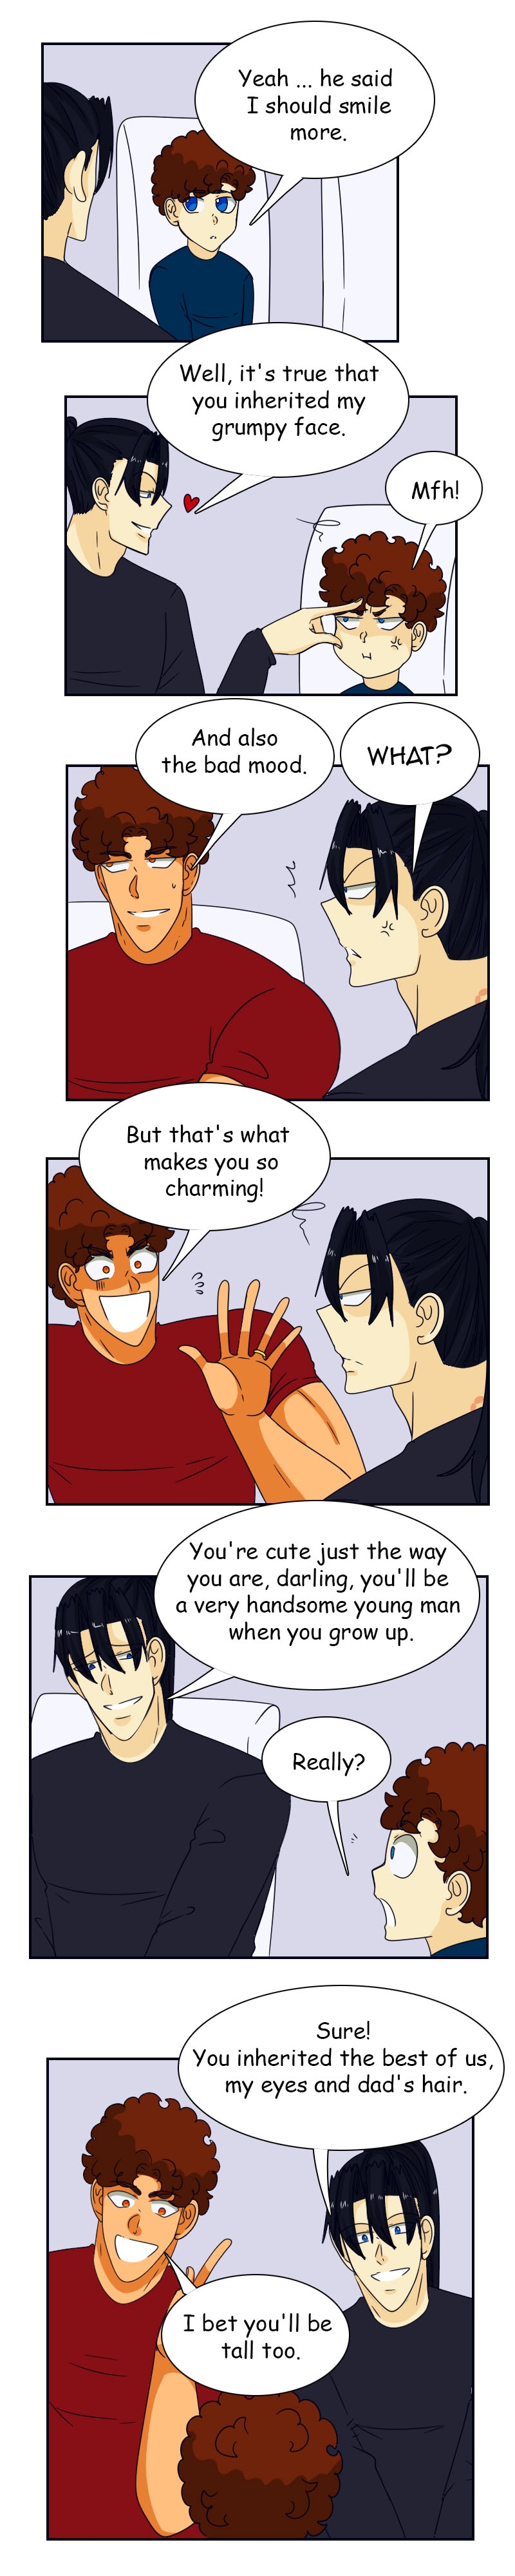 Yeah ... he said
I should smile
more.
Well, it's true that
you inherited my
grumpy face.
Mfh!
And also
the bad mood.
WHAT?
But that's what
makes you so
charming!
You're cute just the way
you are, darling, you'll be
a very handsome young man
when you grow up.
Really?
Sure!
You inherited the best of us,
my eyes and dad's hair.
I bet you'll be
tall too.